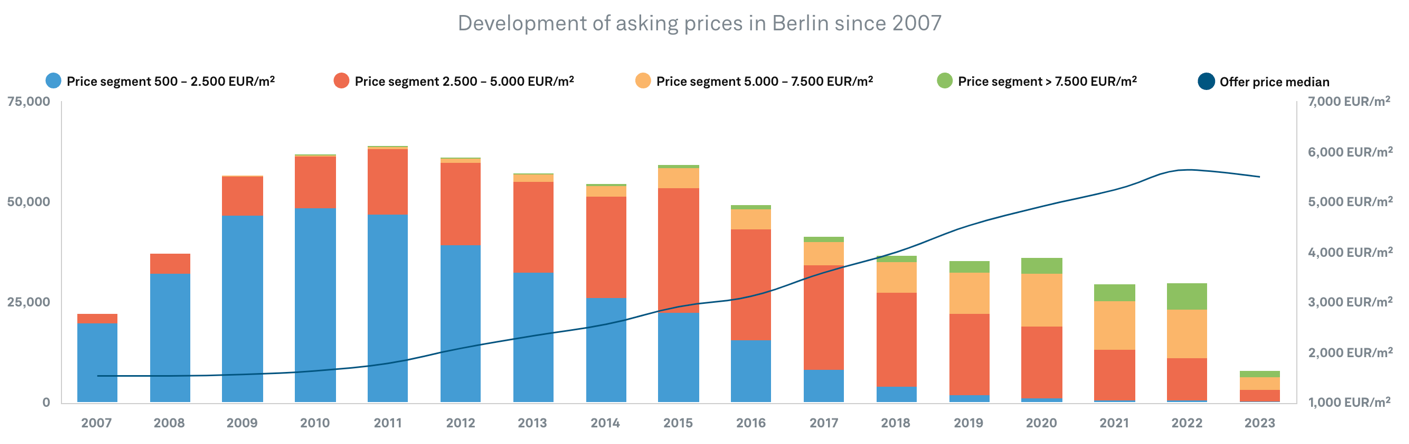 Development of asking prices in Berlin since 2007
Price segment 500 – 2.500 EUR/m² Price segment 2.500 – 5.000 EUR/m² Price segment 5.000 – 7.500 EUR/m² Price segment > 7.500 EUR/m² Offer price median
75,000 7,000 EUR/m²
6,000 EUR/m²
50,000 5,000 EUR/m²
4,000 EUR/m²
25,000 3,000 EUR/m²
2,000 EUR/m²
0 1,000 EUR/m²
2007 2008 2009 2010 2011 2012 2013 2014 2015 2016 2017 2018 2019 2020 2021 2022 2023